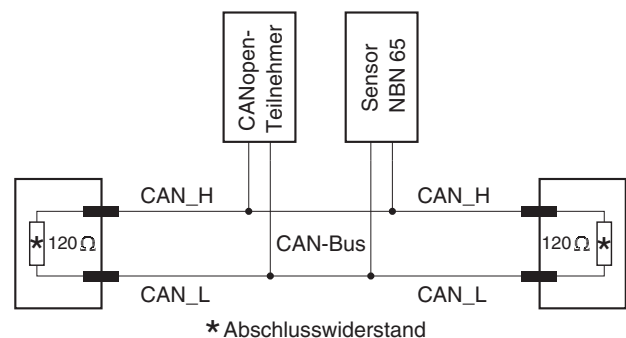 CANopen-
Teilnehmer
Sensor
NBN 65
CAN_H
CAN_H
* 120 Ω
CAN-Bus
120 Ω *
CAN_L
CAN_L
* Abschlusswiderstand